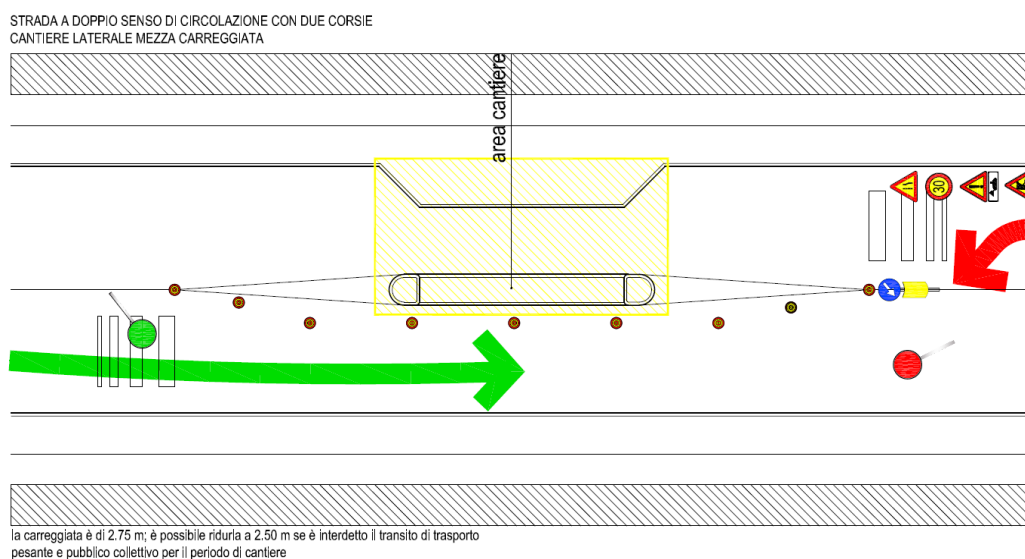 STRADA A DOPPIO SENSO DI CIRCOLAZIONE CON DUE CORSIE
CANTIERE LATERALE MEZZA CARREGGIATA
area cantiere
30
la carreggiata è di 2.75 m; è possibile ridurla a 2.50 m se è interdetto il transito di trasporto
pesante e pubblico collettivo per il periodo di cantiere